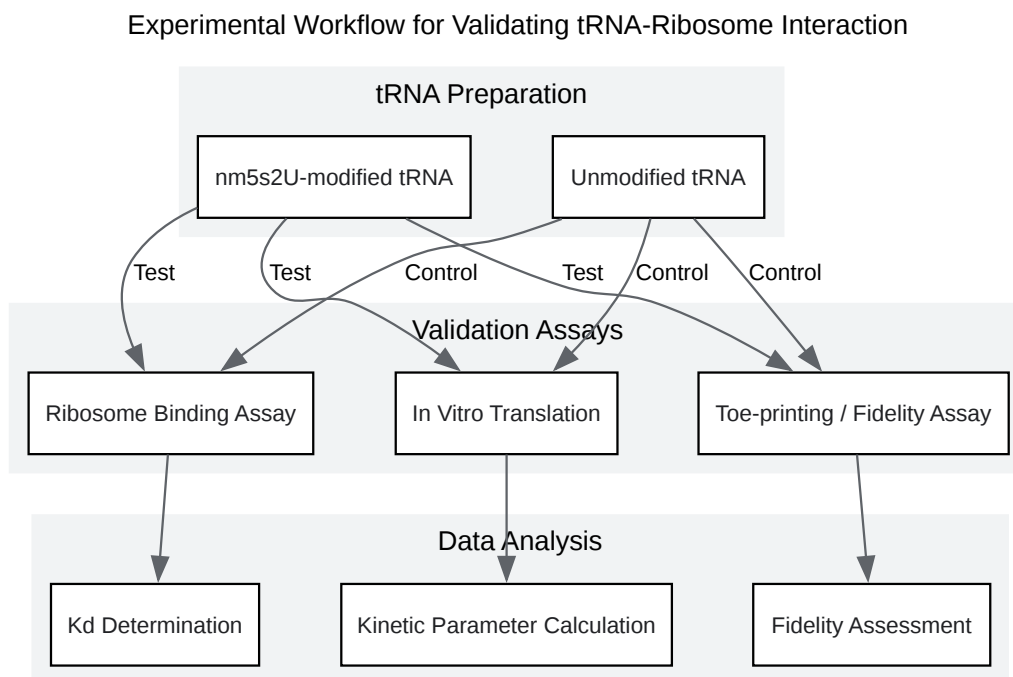 Experimental Workflow for Validating tRNA-Ribosome Interaction
tRNA Preparation
nm5s2U-modified tRNA
Unmodified tRNA
Test
Test
Control
Test
Control
Control
Validation Assays
Ribosome Binding Assay
In Vitro Translation
Toe-printing / Fidelity Assay
Data Analysis
Kd Determination
Kinetic Parameter Calculation
Fidelity Assessment